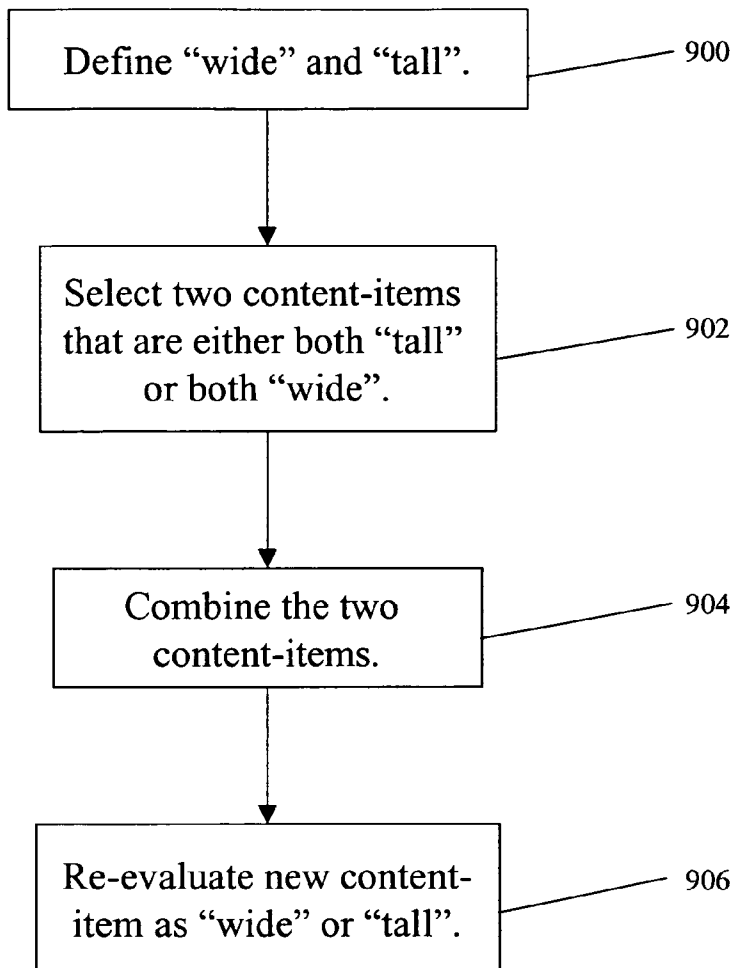 Define “wide” and “tall”.
900
Select two content-items
that are either both “tall”
or both “wide”.
902
Combine the two
content-items.
904
Re-evaluate new content-
item as “wide” or “tall”.
906